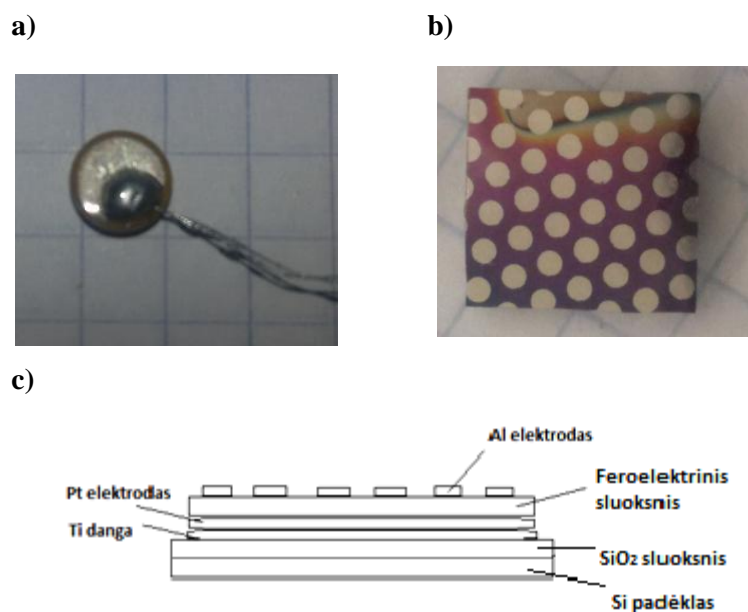 a)
b)
c)
Al elektrodas
Pt elektrodas
Feroelektrinis
sluoksnis
Ti danga
SiO2 sluoksnis
Si padėklas